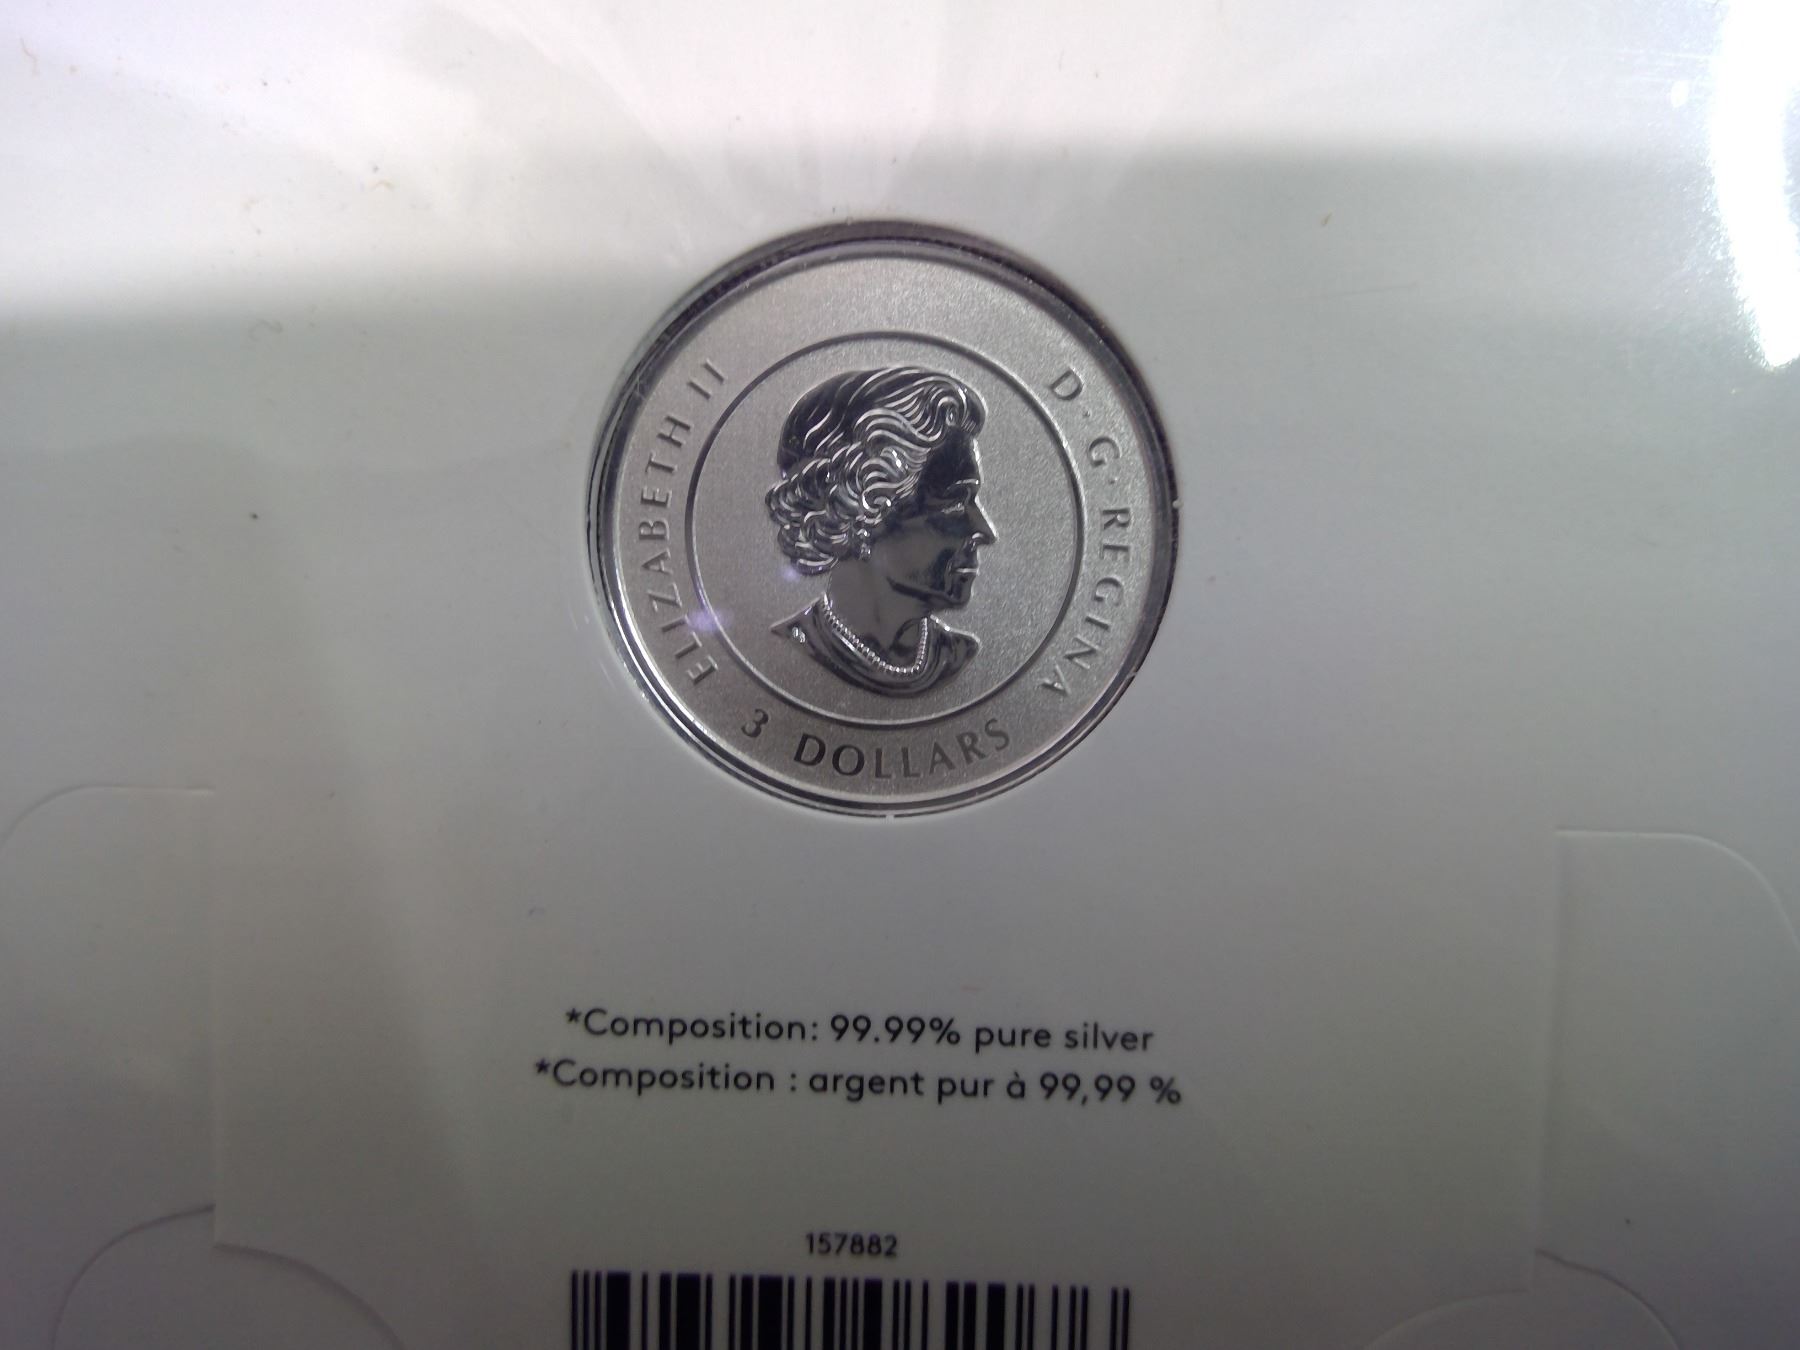 ELIZABETH II D·G·REGINA
3 DOLLARS
*Composition: 99.99% pure silver
*Composition : argent pur à 99,99 %
157882